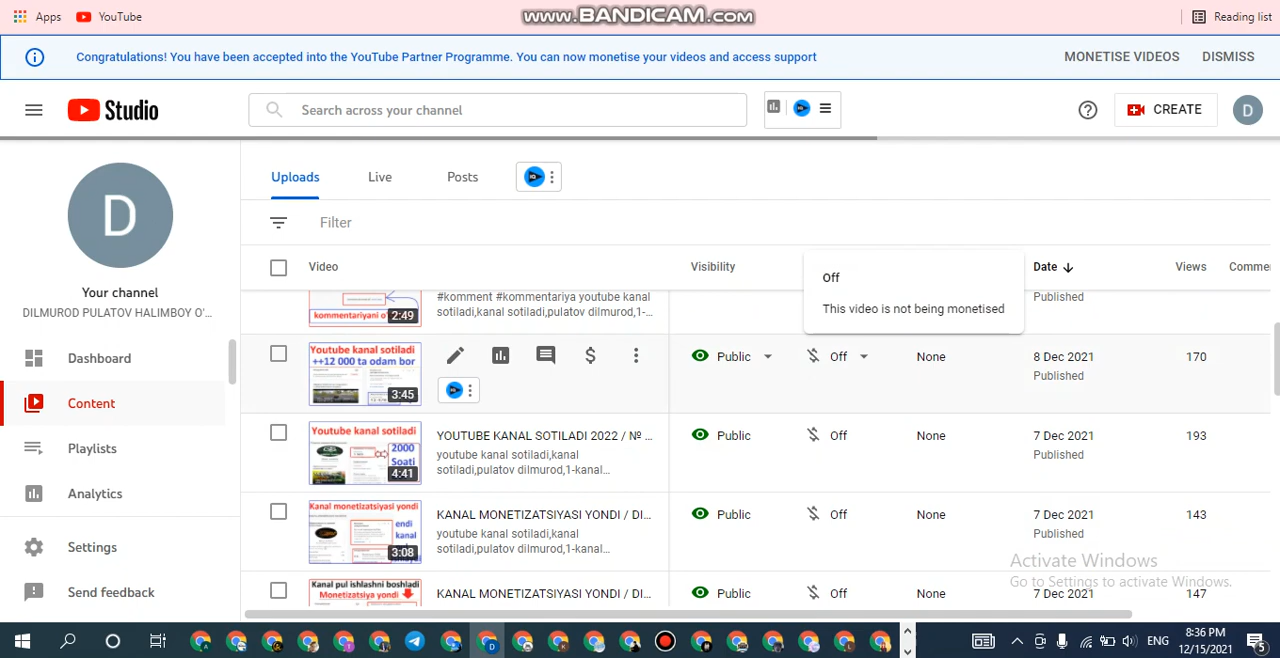 Apps YouTube
www.BANDICAM.com
Reading list
Congratulations! You have been accepted into the YouTube Partner Programme. You can now monetise your videos and access support
MONETISE VIDEOS DISMISS
Studio
Search across your channel
CREATE
D
D
Your channel
DILMUROD PULATOV HALIMBOY O'...
Dashboard
Content
Playlists
Analytics
Settings
Send feedback
Uploads Live Posts
Filter
Video Visibility Date Views Comme
Off
This video is not being monetised
kommentariyani o'
2:49
#komment #kommentariya youtube kanal
sotiladi,kanal sotiladi,pulatov dilmurod,1-...
Published
Youtube kanal sotiladi
++12 000 ta odam bor
3:45
Public Off None 8 Dec 2021 170
Published
Youtube kanal sotiladi
2000
Soati
4:41
YOUTUBE KANAL SOTILADI 2022 / № ...
youtube kanal sotiladi,kanal
sotiladi,pulatov dilmurod,1-kanal...
Public Off None 7 Dec 2021 193
Published
Kanal monetizatsiyasi yondi
endi
kanal
3:08
KANAL MONETIZATSIYASI YONDI / DI...
youtube kanal sotiladi,kanal
sotiladi,pulatov dilmurod,1-kanal...
Public Off None 7 Dec 2021 143
Published
Kanal pul ishlashni boshladi
Monetizatsiya yondi
KANAL MONETIZATSIYASI YONDI / DI...
Public Off None 7 Dec 2021 147
Activate Windows
Go to Settings to activate Windows.
ENG
8:36 PM
12/15/2021
5